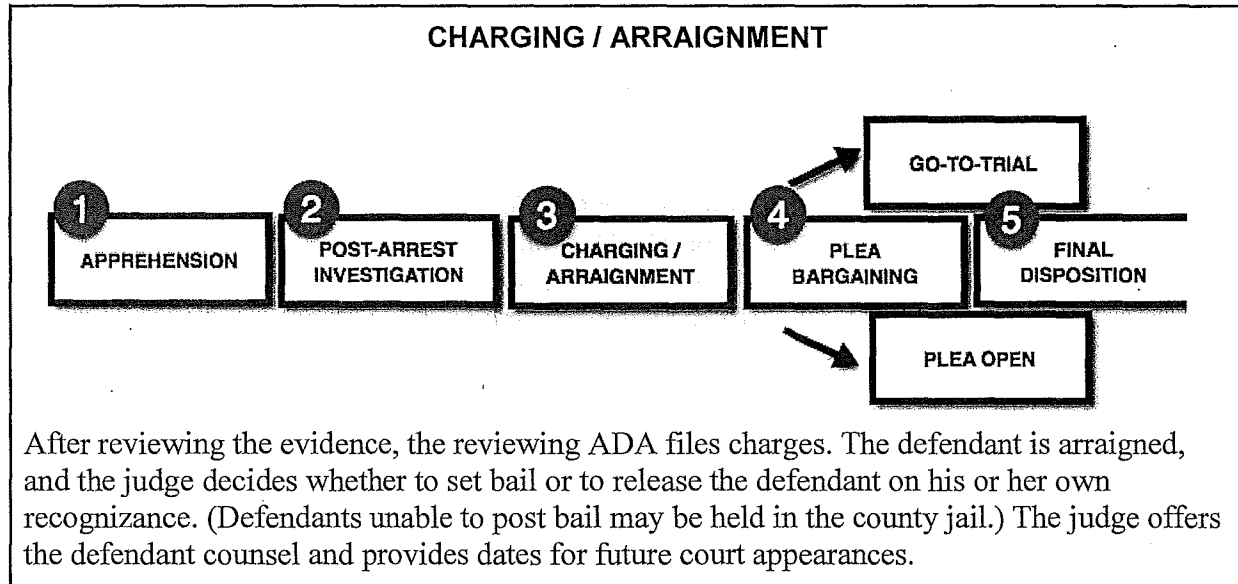 CHARGING / ARRAIGNMENT
GO-TO-TRIAL
1
APPREHENSION
2
POST-ARREST
INVESTIGATION
3
CHARGING /
ARRAIGNMENT
4
PLEA
BARGAINING
5
FINAL
DISPOSITION
PLEA OPEN
After reviewing the evidence, the reviewing ADA files charges. The defendant is arraigned,
and the judge decides whether to set bail or to release the defendant on his or her own
recognizance. (Defendants unable to post bail may be held in the county jail.) The judge offers
the defendant counsel and provides dates for future court appearances.